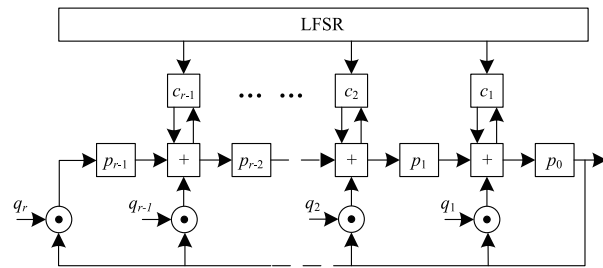 LFSR
c_{r-1} ... ... c_2 c_1
p_{r-1} + p_{r-2} + p_1 + p_0
q_r q_{r-1} q_2 q_1